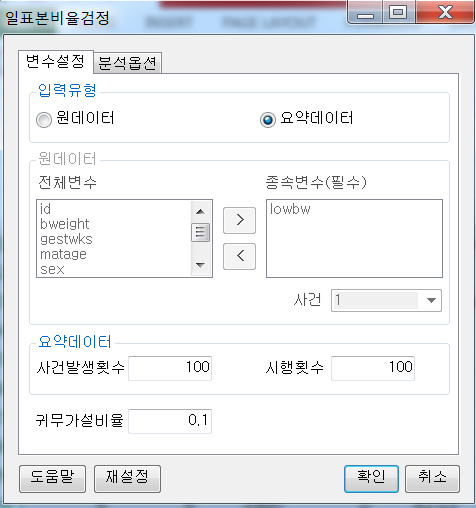 INSERT PAGE LAYOUT
일표본비율검정
변수설정 분석옵션
입력유형
원데이터 요약데이터
원데이터
전체변수 종속변수(필수)
id lowbw
bweight
gestwks
matage
sex
>
<
사건 1
요약데이터
사건발생횟수 100 시행횟수 100
귀무가설비율 0.1
도움말 재설정 확인 취소